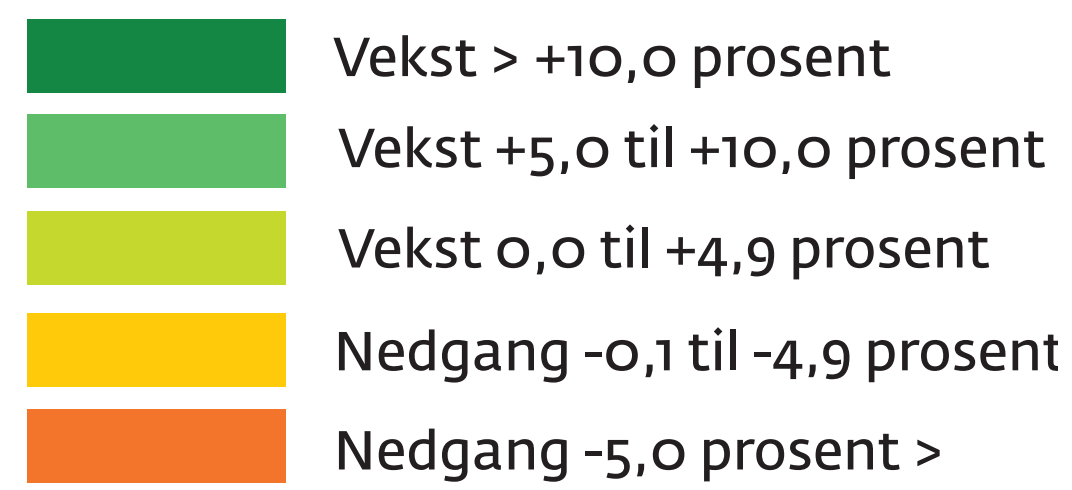 Vekst > +10,0 prosent
Vekst +5,0 til +10,0 prosent
Vekst 0,0 til +4,9 prosent
Nedgang -0,1 til -4,9 prosent
Nedgang -5,0 prosent >